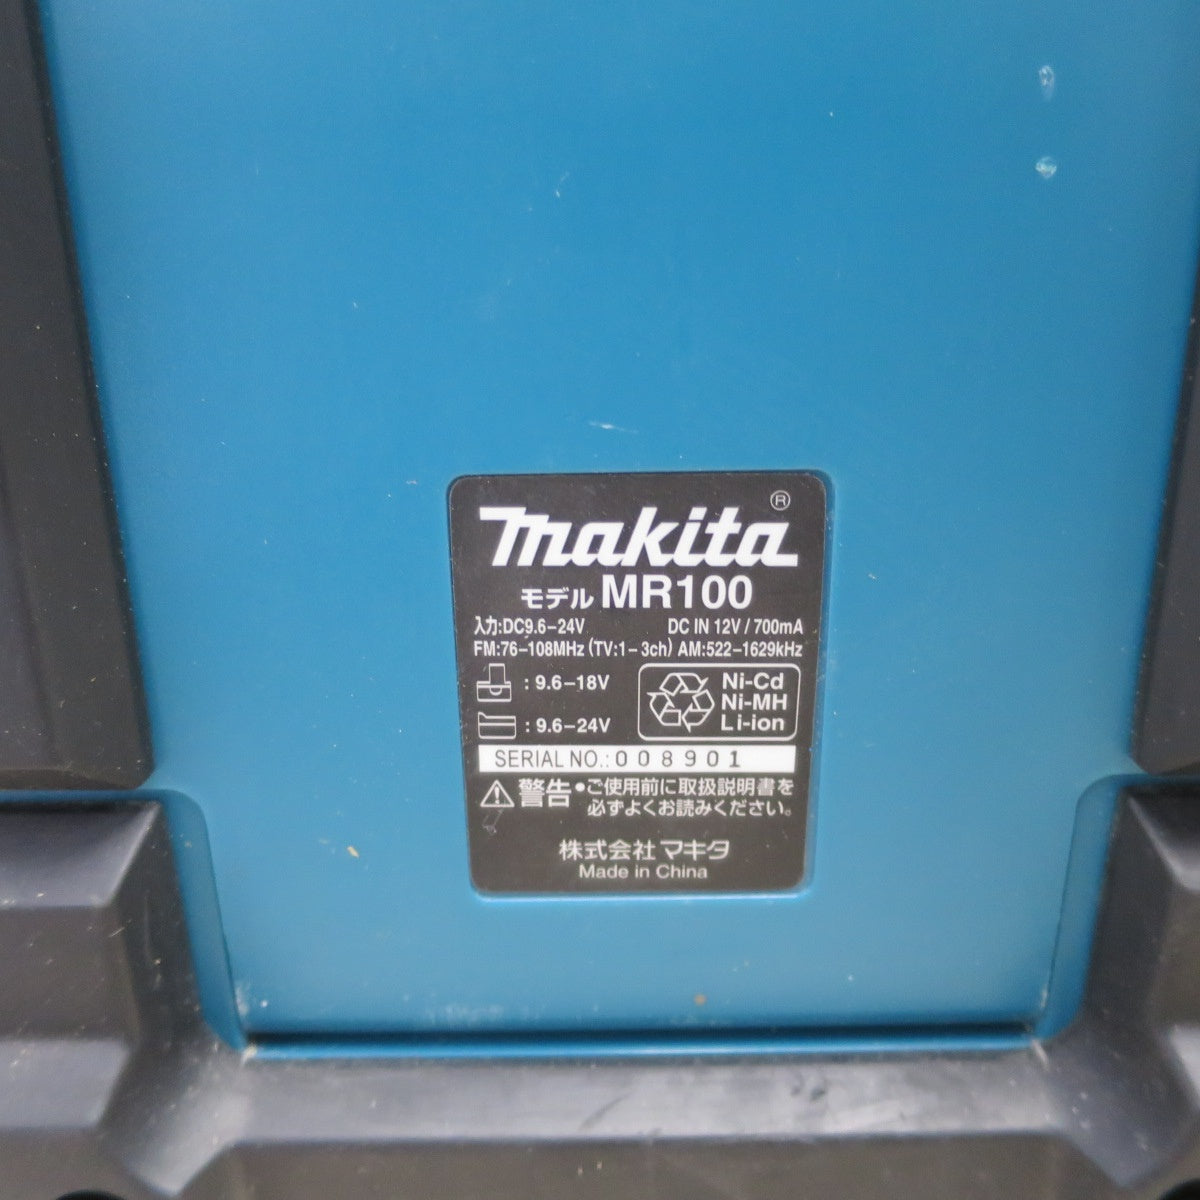 makita®
モデル MR100
入力:DC9.6-24V DC IN 12V / 700mA
FM:76-108MHz (TV:1-3ch) AM:522-1629kHz
: 9.6-18V
: 9.6-24V
Ni-Cd
Ni-MH
Li-ion
SERIAL NO.: 008901
警告 •ご使用前に取扱説明書を
必ずよくお読みください。
株式会社 マキタ
Made in China